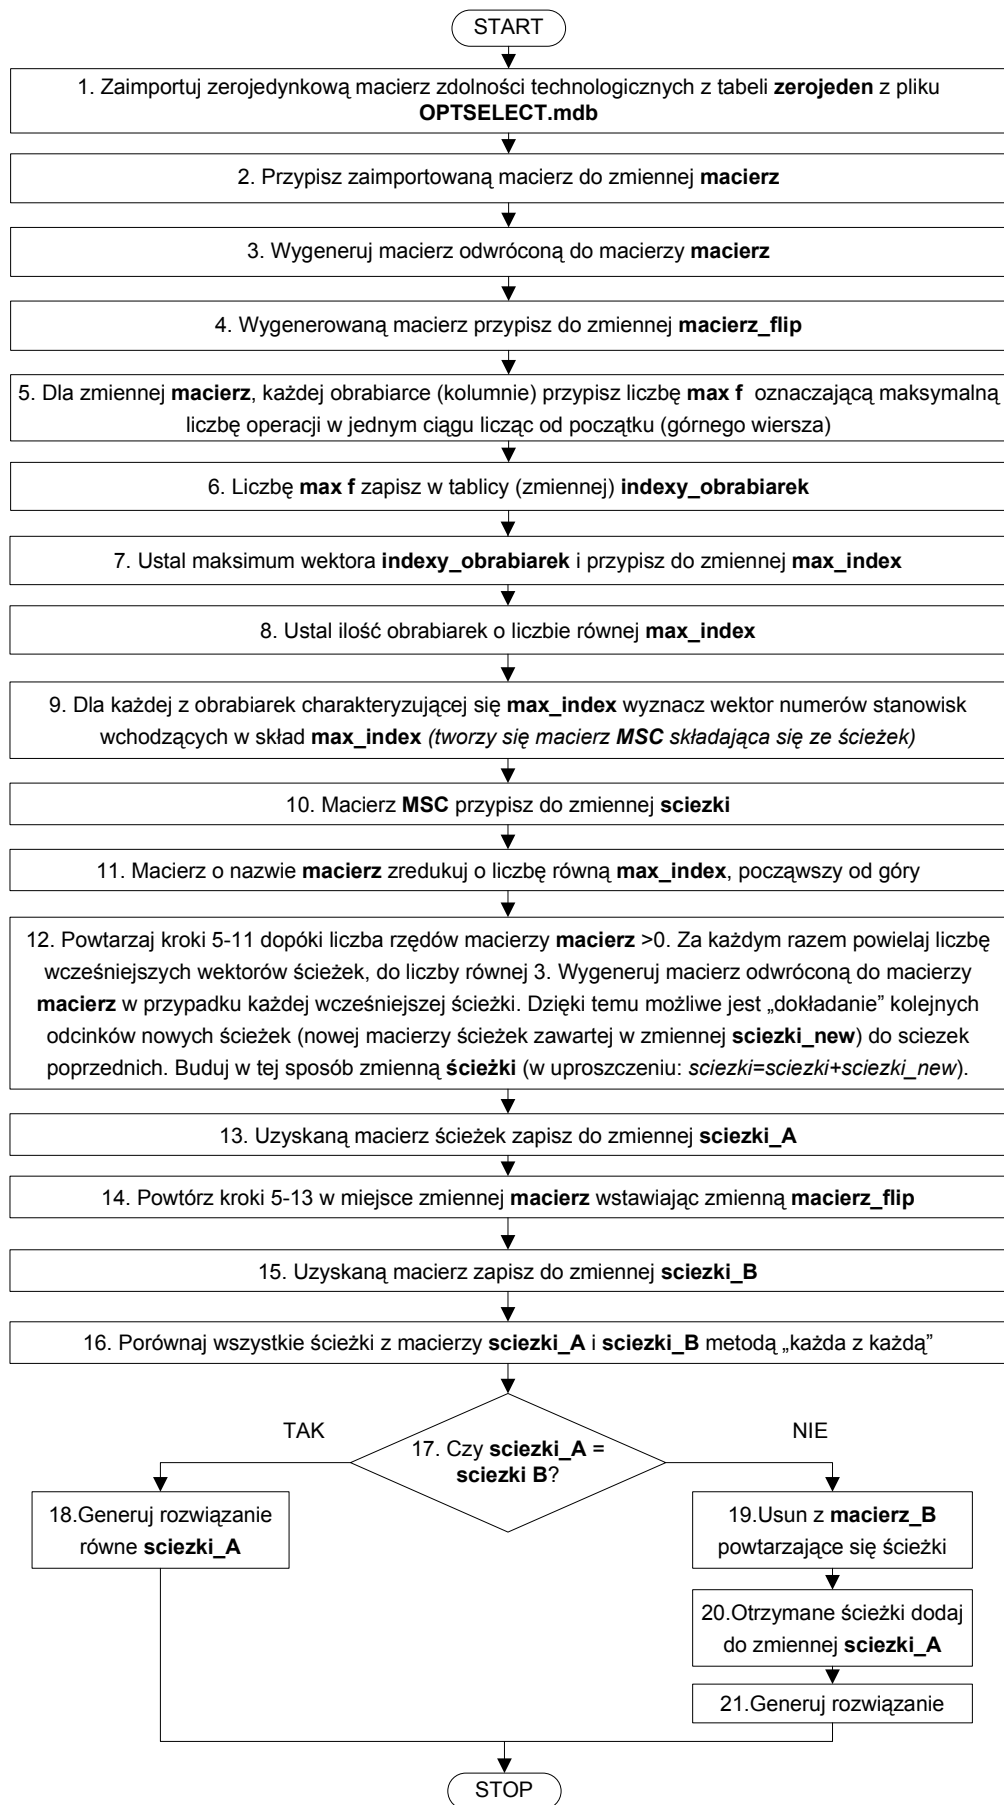 START
1. Zaimportuj zerojedynkową macierz zdolności technologicznych z tabeli zerojeden z pliku
OPTSELECT.mdb
2. Przypisz zaimportowaną macierz do zmiennej macierz
3. Wygeneruj macierz odwróconą do macierzy macierz
4. Wygenerowaną macierz przypisz do zmiennej macierz_flip
5. Dla zmiennej macierz, każdej obrabiarce (kolumnie) przypisz liczbę max f oznaczającą maksymalną
liczbę operacji w jednym ciągu licząc od początku (górnego wiersza)
6. Liczbę max f zapisz w tablicy (zmiennej) indexy_obrabiarek
7. Ustal maksimum wektora indexy_obrabiarek i przypisz do zmiennej max_index
8. Ustal ilość obrabiarek o liczbie równej max_index
9. Dla każdej z obrabiarek charakteryzującej się max_index wyznacz wektor numerów stanowisk
wchodzących w skład max_index (tworzy się macierz MSC składająca się ze ścieżek)
10. Macierz MSC przypisz do zmiennej sciezki
11. Macierz o nazwie macierz zredukuj o liczbę równą max_index, począwszy od góry
12. Powtarzaj kroki 5-11 dopóki liczba rzędów macierzy macierz >0. Za każdym razem powielaj liczbę
wcześniejszych wektorów ścieżek, do liczby równej 3. Wygeneruj macierz odwróconą do macierzy
macierz w przypadku każdej wcześniejszej ścieżki. Dzięki temu możliwe jest „dokładanie” kolejnych
odcinków nowych ścieżek (nowej macierzy ścieżek zawartej w zmiennej sciezki_new) do sciezek
poprzednich. Buduj w tej sposób zmienną ścieżki (w uproszczeniu: sciezki=sciezki+sciezki_new).
13. Uzyskaną macierz ścieżek zapisz do zmiennej sciezki_A
14. Powtórz kroki 5-13 w miejsce zmiennej macierz wstawiając zmienną macierz_flip
15. Uzyskaną macierz zapisz do zmiennej sciezki_B
16. Porównaj wszystkie ścieżki z macierzy sciezki_A i sciezki_B metodą „każda z każdą”
TAK
NIE
17. Czy sciezki_A =
sciezki B?
18.Generuj rozwiązanie
równe sciezki_A
19.Usun z macierz_B
powtarzające się ścieżki
20.Otrzymane ścieżki dodaj
do zmiennej sciezki_A
21.Generuj rozwiązanie
STOP